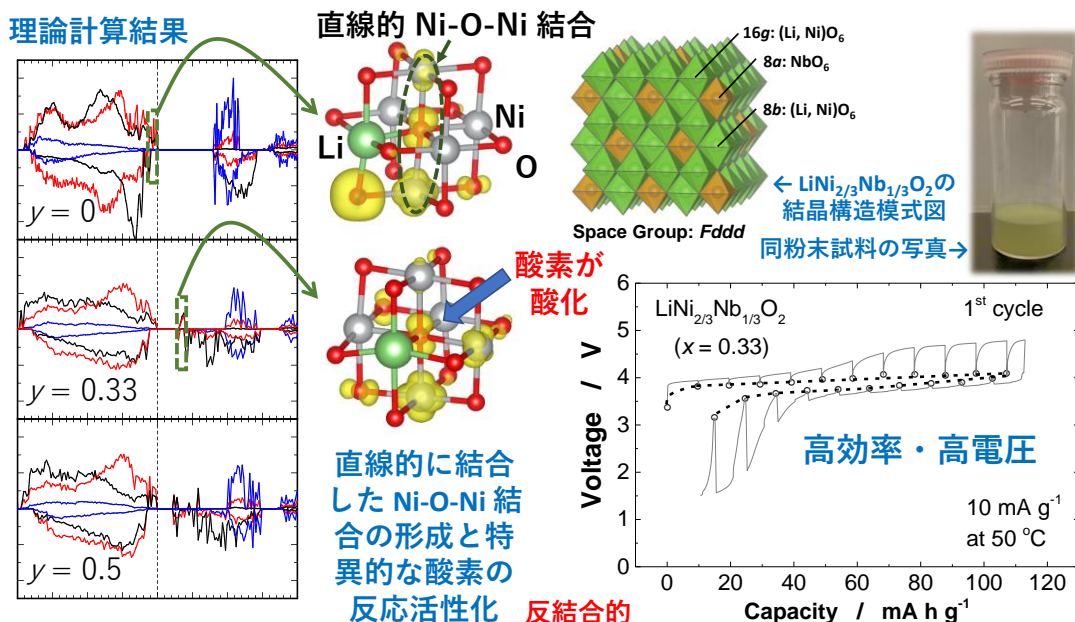 理論計算結果
y = 0
y = 0.33
y = 0.5
直線的 Ni-O-Ni 結合
Li
Ni
O
酸素が
酸化
直線的に結合
した Ni-O-Ni 結
合の形成と特
異的な酸素の
反応活性化
反結合的
16g: (Li, Ni)O₆
8a: NbO₆
8b: (Li, Ni)O₆
Space Group: Fddd
← LiNi₂/₃Nb₁/₃O₂の
結晶構造模式図
同粉末試料の写真→
LiNi₂/₃Nb₁/₃O₂
(x = 0.33)
1ˢᵗ cycle
高効率・高電圧
10 mA g⁻¹
at 50 ºC
Voltage / V
6
5
4
3
2
1
0
0 20 40 60 80 100 120
Capacity / mA h g⁻¹